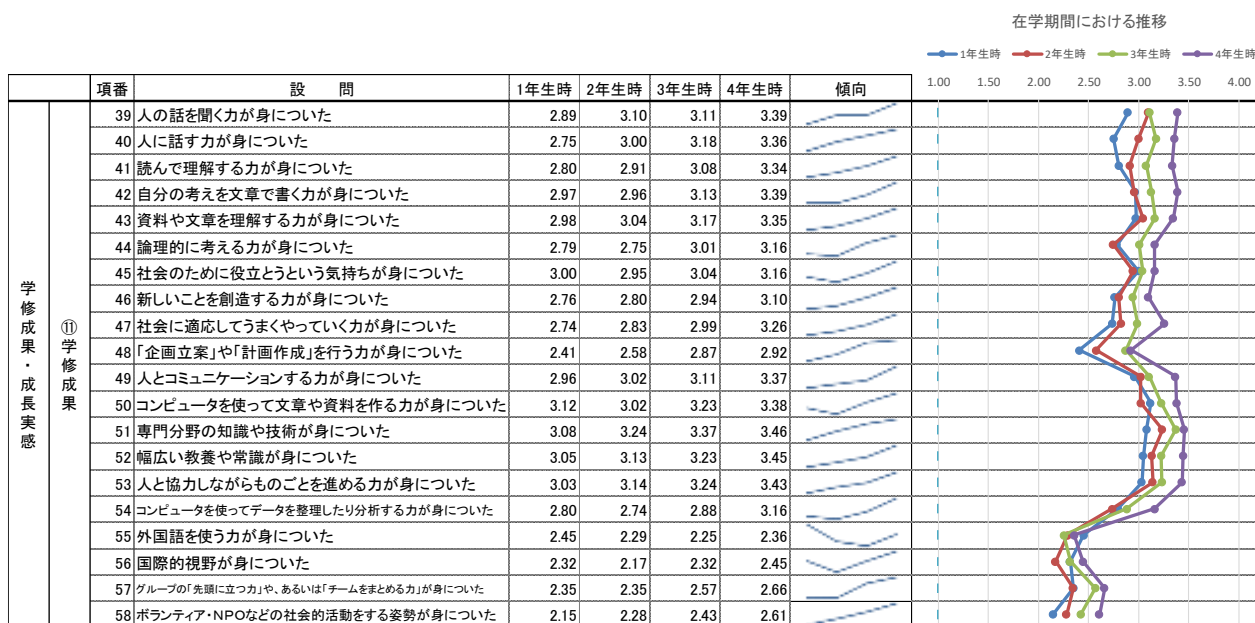 在学期間における推移
1年生時 2年生時 3年生時 4年生時
項番 設　問 1年生時 2年生時 3年生時 4年生時 傾向 1.00 1.50 2.00 2.50 3.00 3.50 4.00
学修成果・成長実感
⑪学修成果
39 人の話を聞く力が身についた 2.89 3.10 3.11 3.39
40 人に話す力が身についた 2.75 3.00 3.18 3.36
41 読んで理解する力が身についた 2.80 2.91 3.08 3.34
42 自分の考えを文章で書く力が身についた 2.97 2.96 3.13 3.39
43 資料や文章を理解する力が身についた 2.98 3.04 3.17 3.35
44 論理的に考える力が身についた 2.79 2.75 3.01 3.16
45 社会のために役立とうという気持ちが身についた 3.00 2.95 3.04 3.16
46 新しいことを創造する力が身についた 2.76 2.80 2.94 3.10
47 社会に適応してうまくやっていく力が身についた 2.74 2.83 2.99 3.26
48 「企画立案」や「計画作成」を行う力が身についた 2.41 2.58 2.87 2.92
49 人とコミュニケーションする力が身についた 2.96 3.02 3.11 3.37
50 コンピュータを使って文章や資料を作る力が身についた 3.12 3.02 3.23 3.38
51 専門分野の知識や技術が身についた 3.08 3.24 3.37 3.46
52 幅広い教養や常識が身についた 3.05 3.13 3.23 3.45
53 人と協力しながらものごとを進める力が身についた 3.03 3.14 3.24 3.43
54 コンピュータを使ってデータを整理したり分析する力が身についた 2.80 2.74 2.88 3.16
55 外国語を使う力が身についた 2.45 2.29 2.25 2.36
56 国際的視野が身についた 2.32 2.17 2.32 2.45
57 グループの「先頭に立つ力」や、あるいは「チームをまとめる力」が身についた 2.35 2.35 2.57 2.66
58 ボランティア・NPOなどの社会的活動をする姿勢が身についた 2.15 2.28 2.43 2.61